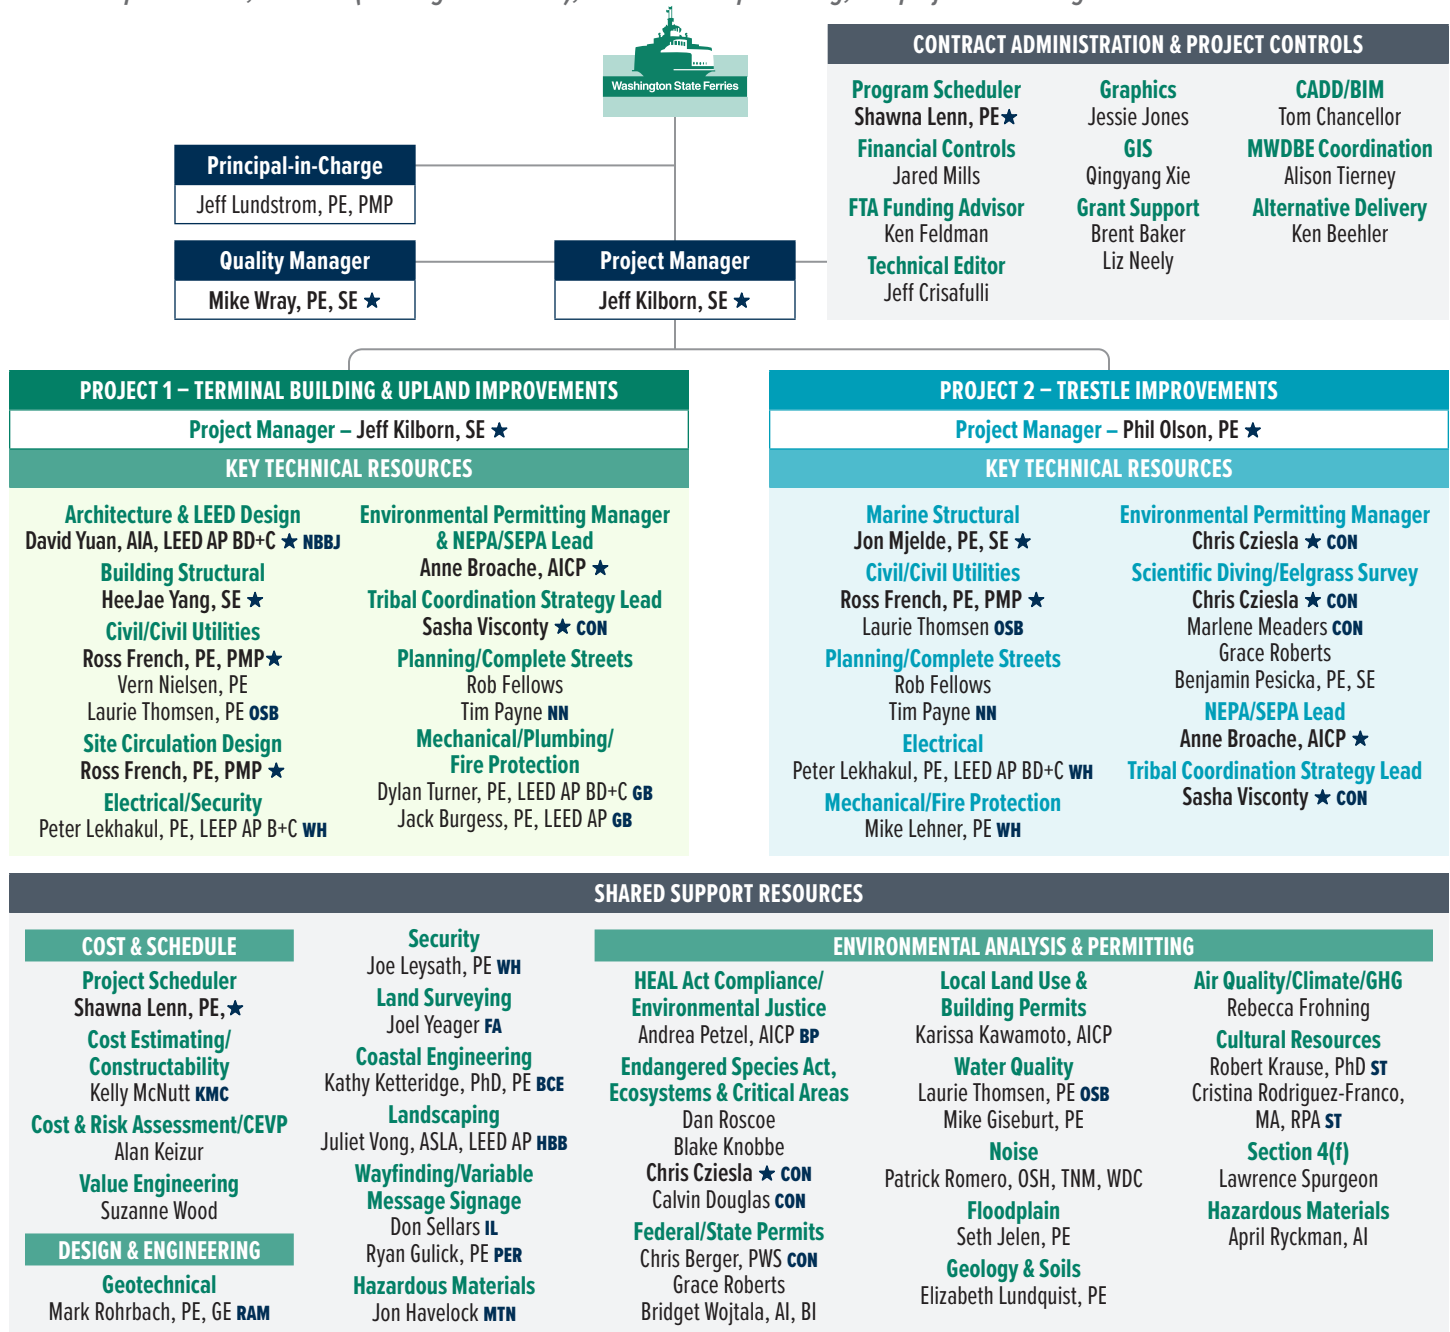 Washington State Ferries
CONTRACT ADMINISTRATION & PROJECT CONTROLS
Program Scheduler
Shawna Lenn, PE★
Financial Controls
Jared Mills
FTA Funding Advisor
Ken Feldman
Technical Editor
Jeff Crisafulli
Graphics
Jessie Jones
GIS
Qingyang Xie
Grant Support
Brent Baker
Liz Neely
CADD/BIM
Tom Chancellor
MWDBE Coordination
Alison Tierney
Alternative Delivery
Ken Beehler
Principal-in-Charge
Jeff Lundstrom, PE, PMP
Quality Manager
Mike Wray, PE, SE ★
Project Manager
Jeff Kilborn, SE ★
PROJECT 1 – TERMINAL BUILDING & UPLAND IMPROVEMENTS
Project Manager – Jeff Kilborn, SE ★
KEY TECHNICAL RESOURCES
Architecture & LEED Design
David Yuan, AIA, LEED AP BD+C ★ NBBJ
Building Structural
HeeJae Yang, SE ★
Civil/Civil Utilities
Ross French, PE, PMP★
Vern Nielsen, PE
Laurie Thomsen, PE OSB
Site Circulation Design
Ross French, PE, PMP ★
Electrical/Security
Peter Lekhakul, PE, LEEP AP B+C WH
Environmental Permitting Manager
& NEPA/SEPA Lead
Anne Broache, AICP ★
Tribal Coordination Strategy Lead
Sasha Visconty ★ CON
Planning/Complete Streets
Rob Fellows
Tim Payne NN
Mechanical/Plumbing/
Fire Protection
Dylan Turner, PE, LEED AP BD+C GB
Jack Burgess, PE, LEED AP GB
PROJECT 2 – TRESTLE IMPROVEMENTS
Project Manager – Phil Olson, PE ★
KEY TECHNICAL RESOURCES
Marine Structural
Jon Mjelde, PE, SE ★
Civil/Civil Utilities
Ross French, PE, PMP ★
Laurie Thomsen OSB
Planning/Complete Streets
Rob Fellows
Tim Payne NN
Electrical
Peter Lekhakul, PE, LEED AP BD+C WH
Mechanical/Fire Protection
Mike Lehner, PE WH
Environmental Permitting Manager
Chris Cziesla ★ CON
Scientific Diving/Eelgrass Survey
Chris Cziesla ★ CON
Marlene Meaders CON
Grace Roberts
Benjamin Pesicka, PE, SE
NEPA/SEPA Lead
Anne Broache, AICP ★
Tribal Coordination Strategy Lead
Sasha Visconty ★ CON
SHARED SUPPORT RESOURCES
COST & SCHEDULE
Project Scheduler
Shawna Lenn, PE,★
Cost Estimating/
Constructability
Kelly McNutt KMC
Cost & Risk Assessment/CEVP
Alan Keizur
Value Engineering
Suzanne Wood
DESIGN & ENGINEERING
Geotechnical
Mark Rohrbach, PE, GE RAM
Security
Joe Leysath, PE WH
Land Surveying
Joel Yeager FA
Coastal Engineering
Kathy Ketteridge, PhD, PE BCE
Landscaping
Juliet Vong, ASLA, LEED AP HBB
Wayfinding/Variable
Message Signage
Don Sellars IL
Ryan Gulick, PE PER
Hazardous Materials
Jon Havelock MTN
ENVIRONMENTAL ANALYSIS & PERMITTING
HEAL Act Compliance/
Environmental Justice
Andrea Petzel, AICP BP
Endangered Species Act,
Ecosystems & Critical Areas
Dan Roscoe
Blake Knobbe
Chris Cziesla ★ CON
Calvin Douglas CON
Federal/State Permits
Chris Berger, PWS CON
Grace Roberts
Bridget Wojtala, AI, BI
Local Land Use &
Building Permits
Karissa Kawamoto, AICP
Water Quality
Laurie Thomsen, PE OSB
Mike Giseburt, PE
Noise
Patrick Romero, OSH, TNM, WDC
Floodplain
Seth Jelen, PE
Geology & Soils
Elizabeth Lundquist, PE
Air Quality/Climate/GHG
Rebecca Frohning
Cultural Resources
Robert Krause, PhD ST
Cristina Rodriguez-Franco,
MA, RPA ST
Section 4(f)
Lawrence Spurgeon
Hazardous Materials
April Ryckman, AI